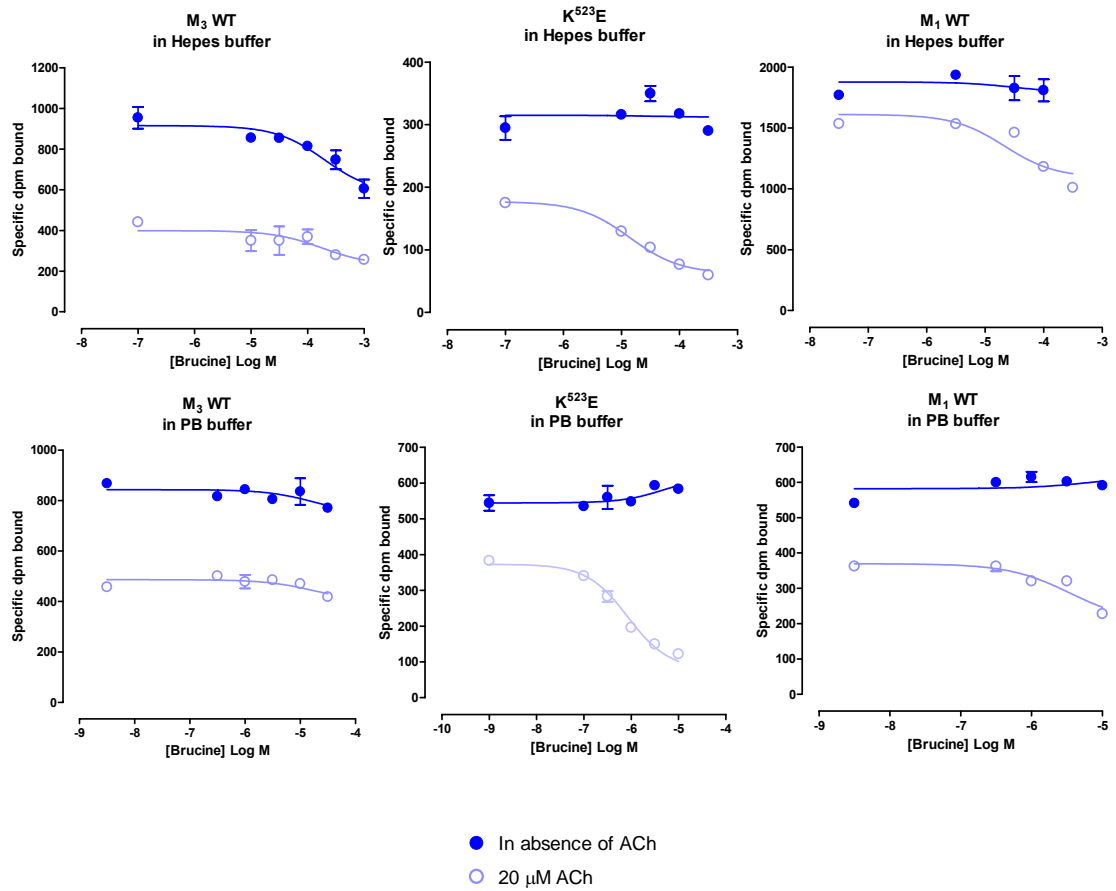 M3 WT
in Hepes buffer
1200
1000
800
600
400
200
0
Specific dpm bound
-8 -7 -6 -5 -4 -3
[Brucine] Log M
K523E
in Hepes buffer
400
300
200
100
0
Specific dpm bound
-8 -7 -6 -5 -4 -3
[Brucine] Log M
M1 WT
in Hepes buffer
2000
1500
1000
500
0
Specific dpm bound
-8 -7 -6 -5 -4 -3
[Brucine] Log M
M3 WT
in PB buffer
1000
800
600
400
200
0
Specific dpm bound
-9 -8 -7 -6 -5 -4
[Brucine] Log M
K523E
in PB buffer
700
600
500
400
300
200
100
0
Specific dpm bound
-10 -9 -8 -7 -6 -5 -4
[Brucine] Log M
M1 WT
in PB buffer
700
600
500
400
300
200
100
0
Specific dpm bound
-9 -8 -7 -6 -5
[Brucine] Log M
In absence of ACh
20 μM ACh